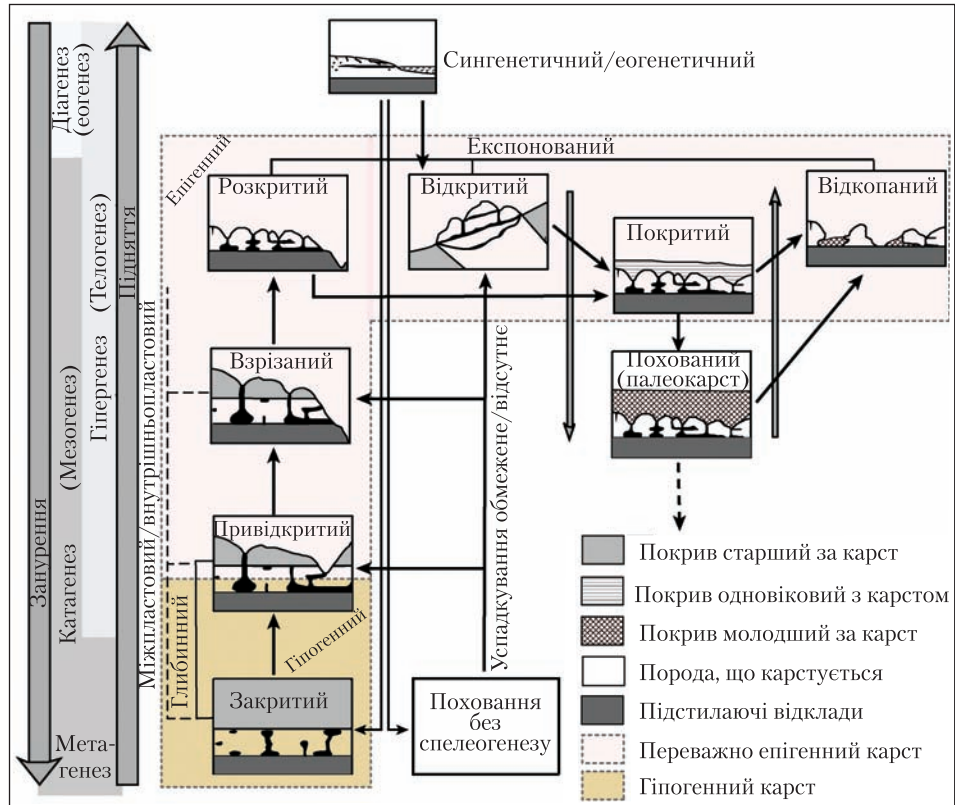 Сингенетичний/еогенетичний
Діагенез
(еогенез)
Епігенний
Експонований
Розкритий
Відкритий
Відкопаний
Покритий
Підняття
(Телогенез)
Гіпергенез
(Мезогенез)
Катагенез
Занурення
Міжпластовий/внутрішньопластовий
Взрізаний
Похований
(палеокарст)
Успадкування обмежене/відсутнє
Привідкритий
Глибинний
Гіпогенний
Закритий
Поховання
без
спелеогенезу
Мета-
генез
Покрив старший за карст
Покрив одновіковий з карстом
Покрив молодший за карст
Порода, що карстується
Підстилаючі відклади
Переважно епігенний карст
Гіпогенний карст